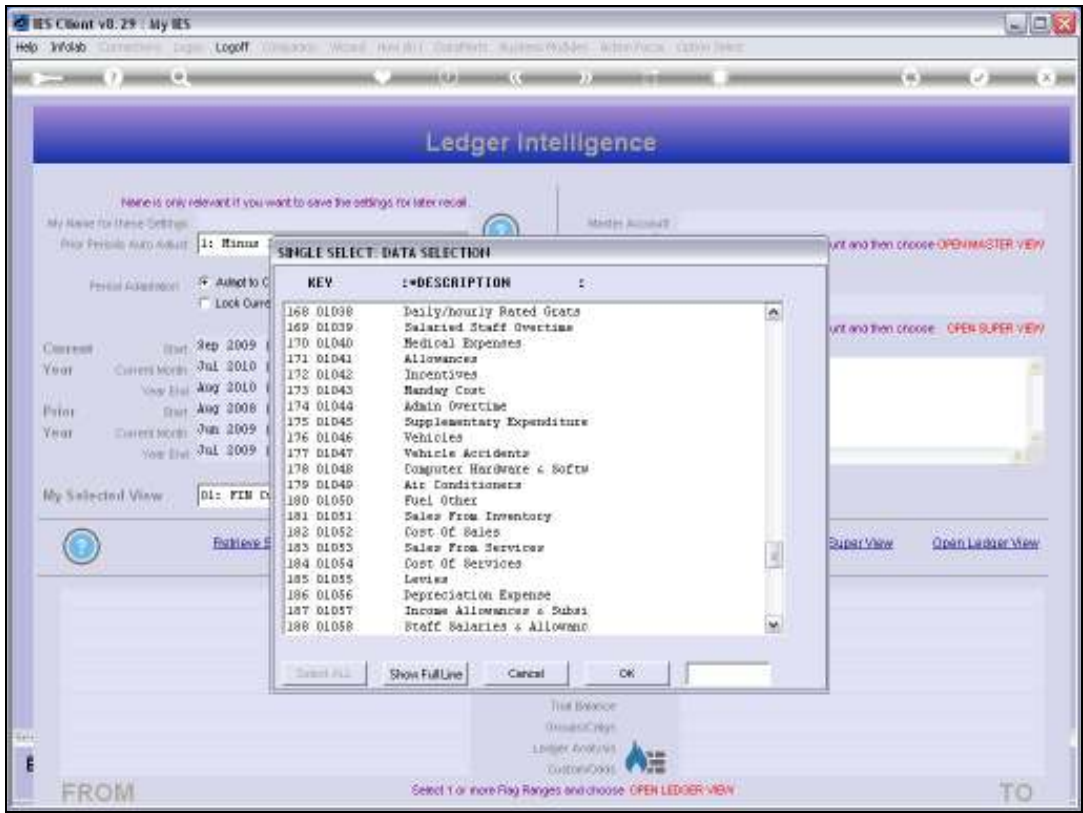 IES Client v8.29 : My IES
Help Infolab Logoff
Ledger Intelligence
Name is only relevant if you want to save the settings for later recall.
My Name for these Settings
Master Account
Prior Periods Auto Adjust 1: Minus
unt and then choose OPEN MASTER VIEW
Period Adaptation Adapt to C
Lock Curre
unt and then choose OPEN SUPER VIEW
Current Start Sep 2009
Year Current Month Jul 2010
Year End Aug 2010
Prior Start Aug 2008
Year Current Month Jun 2009
Year End Jul 2009
My Selected View 01: FIN
Retrieve S
Super View Open Ledger View
SINGLE SELECT: DATA SELECTION
KEY :*DESCRIPTION :
168 01038 Daily/hourly Rated Grats
169 01039 Salaried Staff Overtime
170 01040 Medical Expenses
171 01041 Allowances
172 01042 Incentives
173 01043 Manday Cost
174 01044 Admin Overtime
175 01045 Supplementary Expenditure
176 01046 Vehicles
177 01047 Vehicle Accidents
178 01048 Computer Hardware & Softw
179 01049 Air Conditioners
180 01050 Fuel Other
181 01051 Sales From Inventory
182 01052 Cost Of Sales
183 01053 Sales From Services
184 01054 Cost Of Services
185 01055 Levies
186 01056 Depreciation Expense
187 01057 Income Allowances & Subsi
188 01058 Staff Salaries & Allowanc
Select ALL Show Full Line Cancel OK
Trial Balance
Ledger Analysis
FROM
Select 1 or more Flag Ranges and choose OPEN LEDGER VIEW
TO